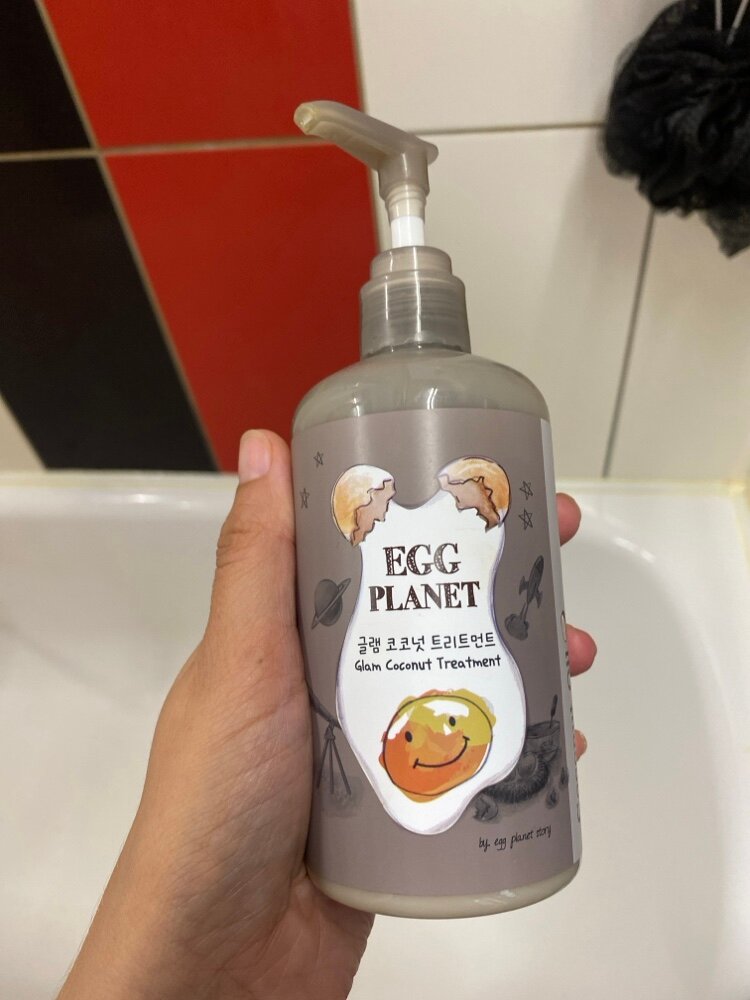 EGG
PLANET
글램 코코넛 트리트먼트
Glam Coconut Treatment
by. egg planet story